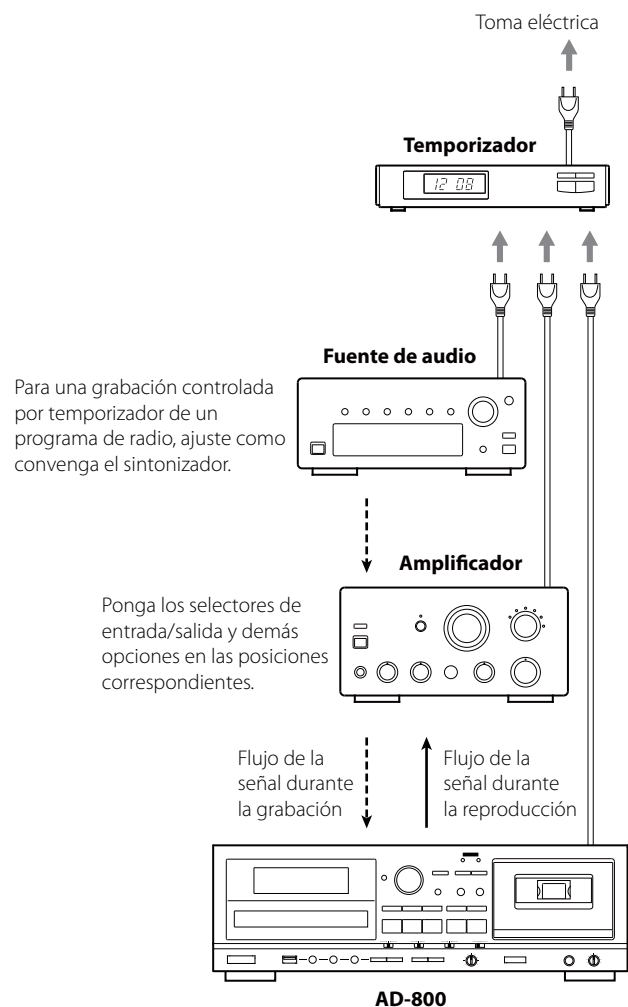 Toma eléctrica
Temporizador
12 08
Fuente de audio
Para una grabación controlada
por temporizador de un
programa de radio, ajuste como
convenga el sintonizador.
Amplificador
Ponga los selectores de
entrada/salida y demás
opciones en las posiciones
correspondientes.
Flujo de la
señal durante
la grabación
Flujo de la
señal durante
la reproducción
AD-800